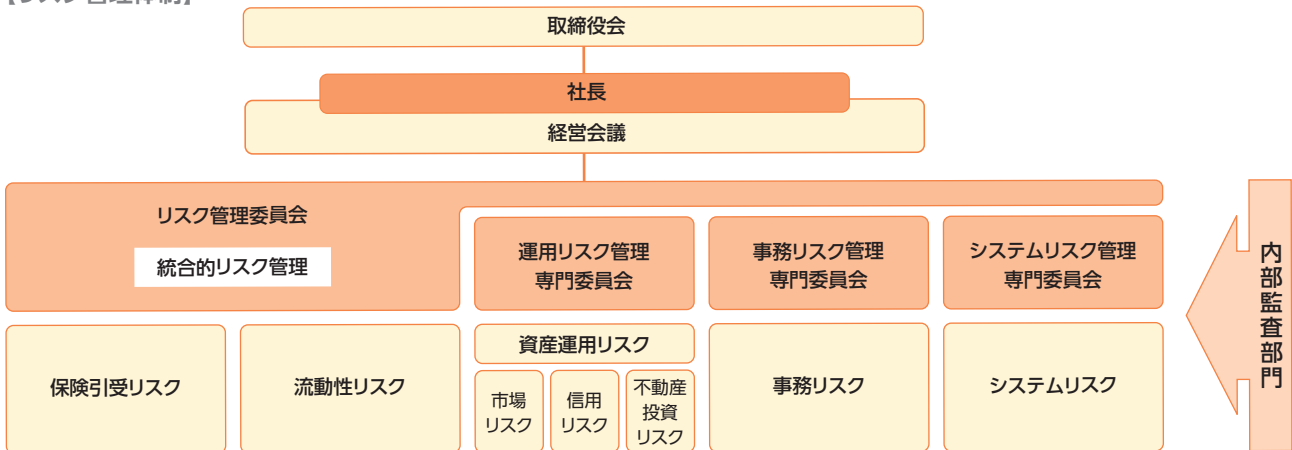 取締役会
社長
経営会議
リスク管理委員会
統合的リスク管理
運用リスク管理
専門委員会
事務リスク管理
専門委員会
システムリスク管理
専門委員会
内部監査部門
保険引受リスク
流動性リスク
資産運用リスク
市場
リスク
信用
リスク
不動産
投資
リスク
事務リスク
システムリスク